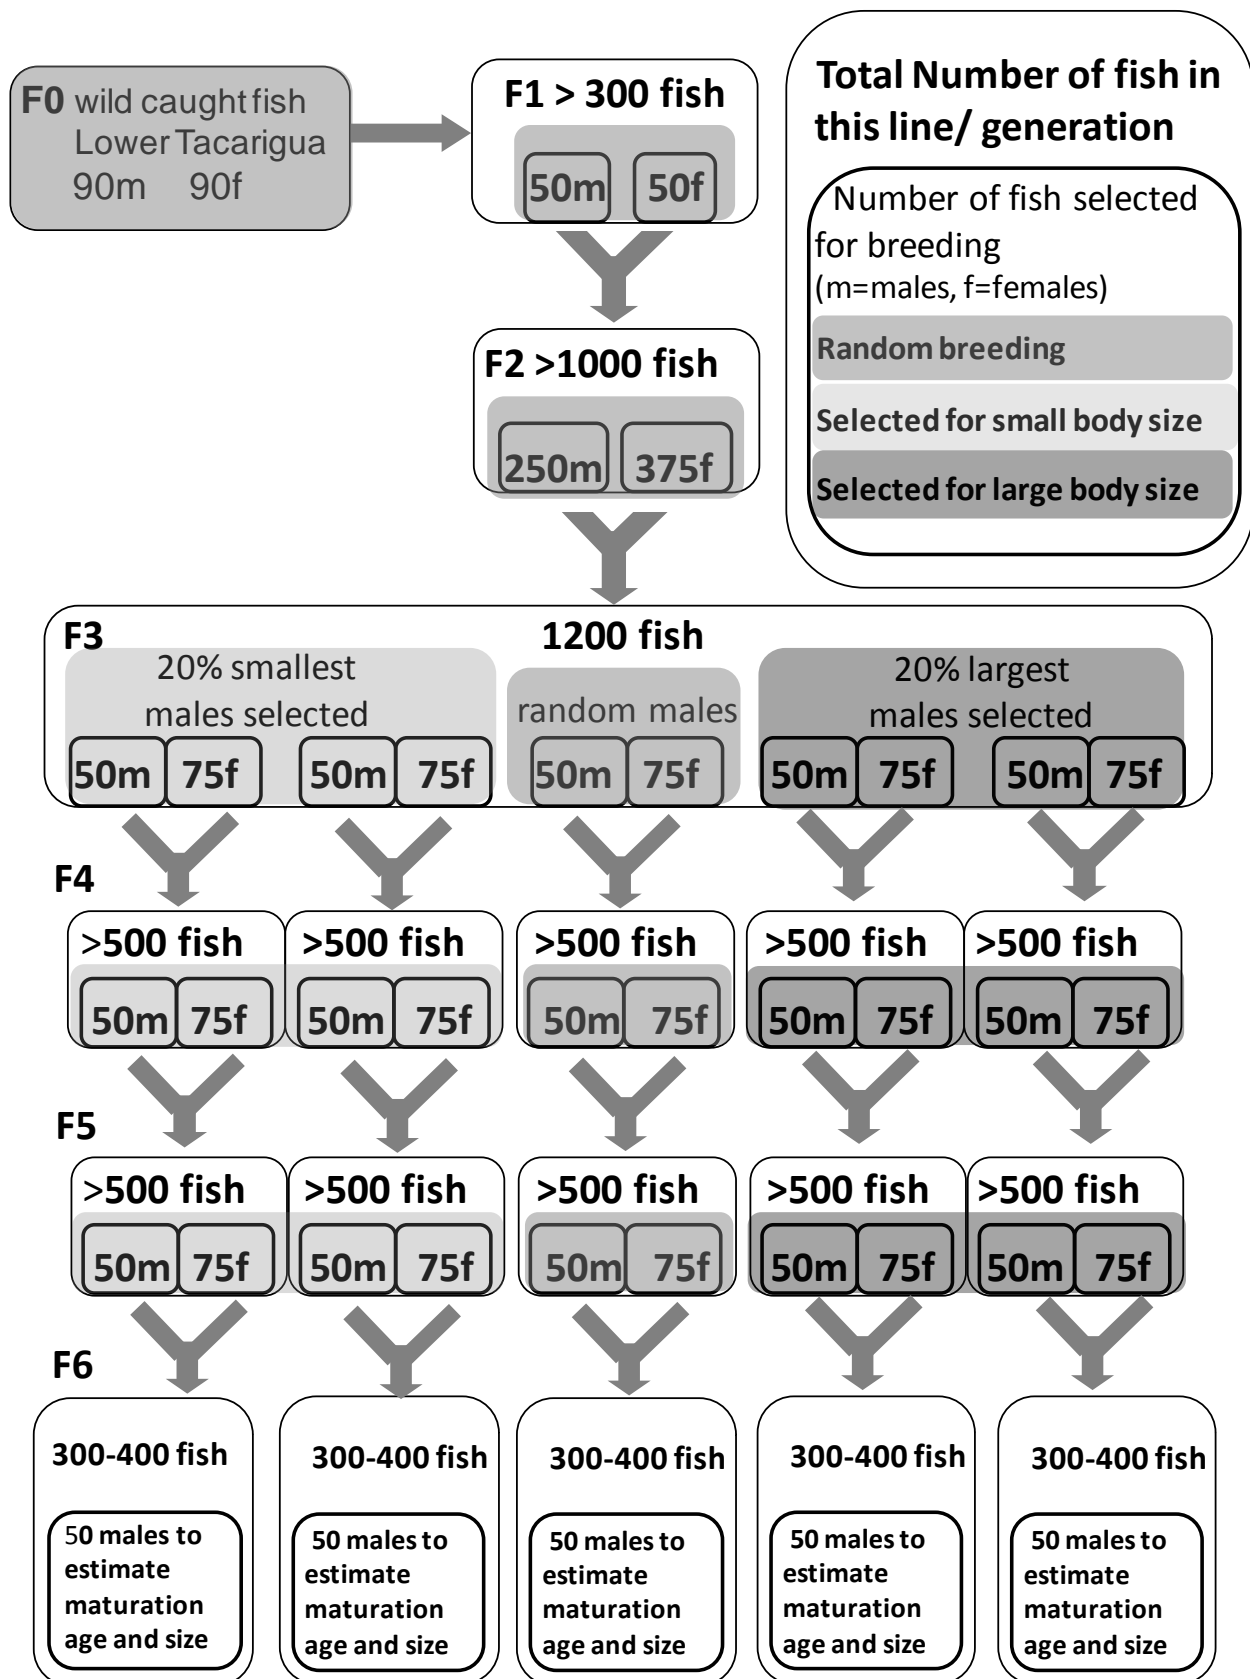 F0 wild caught fish
Lower Tacarigua
90m 90f
F1 > 300 fish
50m 50f
Total Number of fish in
this line/ generation
Number of fish selected
for breeding
(m=males, f=females)
Random breeding
Selected for small body size
Selected for large body size
F2 >1000 fish
250m 375f
F3 1200 fish
20% smallest
males selected
random males
20% largest
males selected
50m 75f 50m 75f 50m 75f 50m 75f 50m 75f
F4
>500 fish >500 fish >500 fish >500 fish >500 fish
50m 75f 50m 75f 50m 75f 50m 75f 50m 75f
F5
>500 fish >500 fish >500 fish >500 fish >500 fish
50m 75f 50m 75f 50m 75f 50m 75f 50m 75f
F6
300-400 fish
50 males to
estimate
maturation
age and size
300-400 fish
50 males to
estimate
maturation
age and size
300-400 fish
50 males to
estimate
maturation
age and size
300-400 fish
50 males to
estimate
maturation
age and size
300-400 fish
50 males to
estimate
maturation
age and size